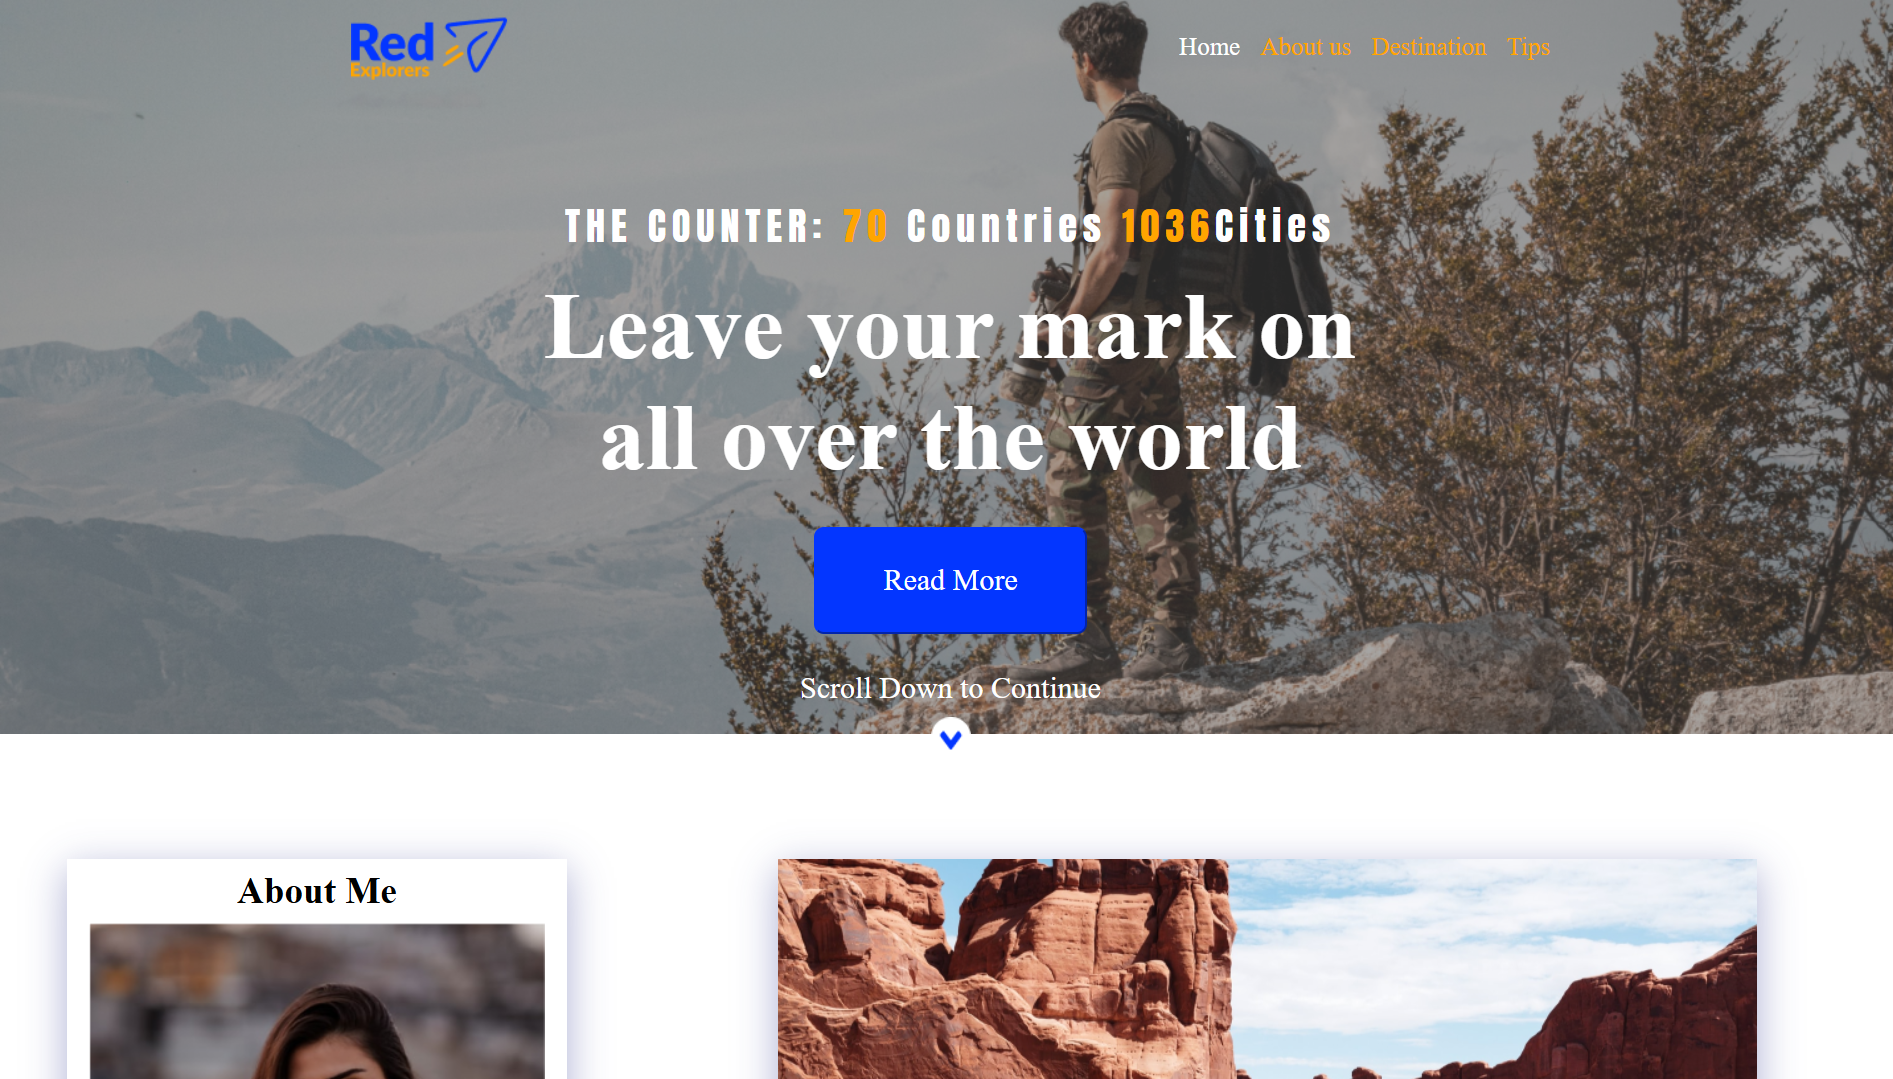 Red
Explorers
Home About us Destination Tips
THE COUNTER: 70 Countries 1036Cities
Leave your mark on
all over the world
Read More
Scroll Down to Continue
About Me